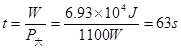 t = W/P大 = 6.93×10⁴J/1100W = 63s